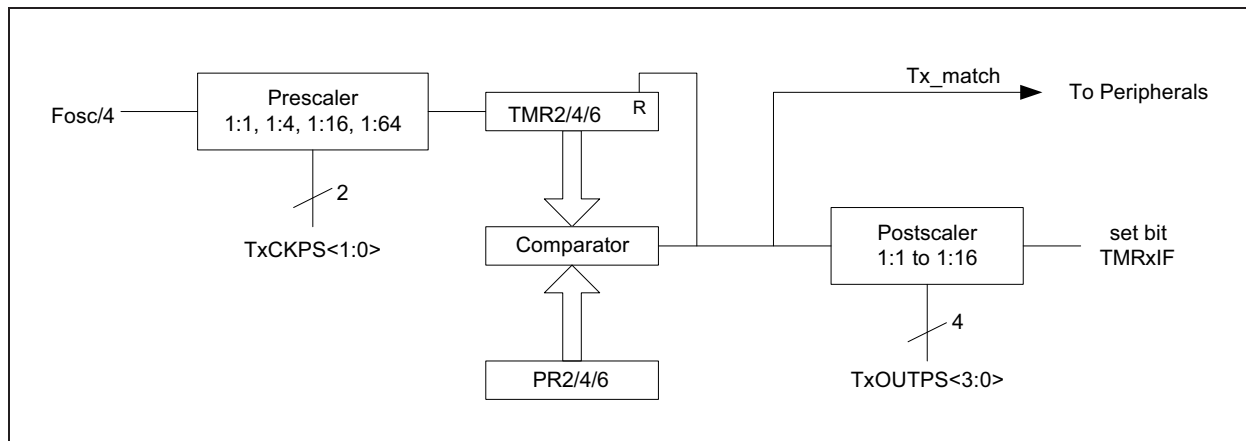 Fosc/4
Prescaler
1:1, 1:4, 1:16, 1:64
2
TxCKPS<1:0>
TMR2/4/6
R
Comparator
PR2/4/6
Tx_match
To Peripherals
Postscaler
1:1 to 1:16
4
TxOUTPS<3:0>
set bit
TMRxIF